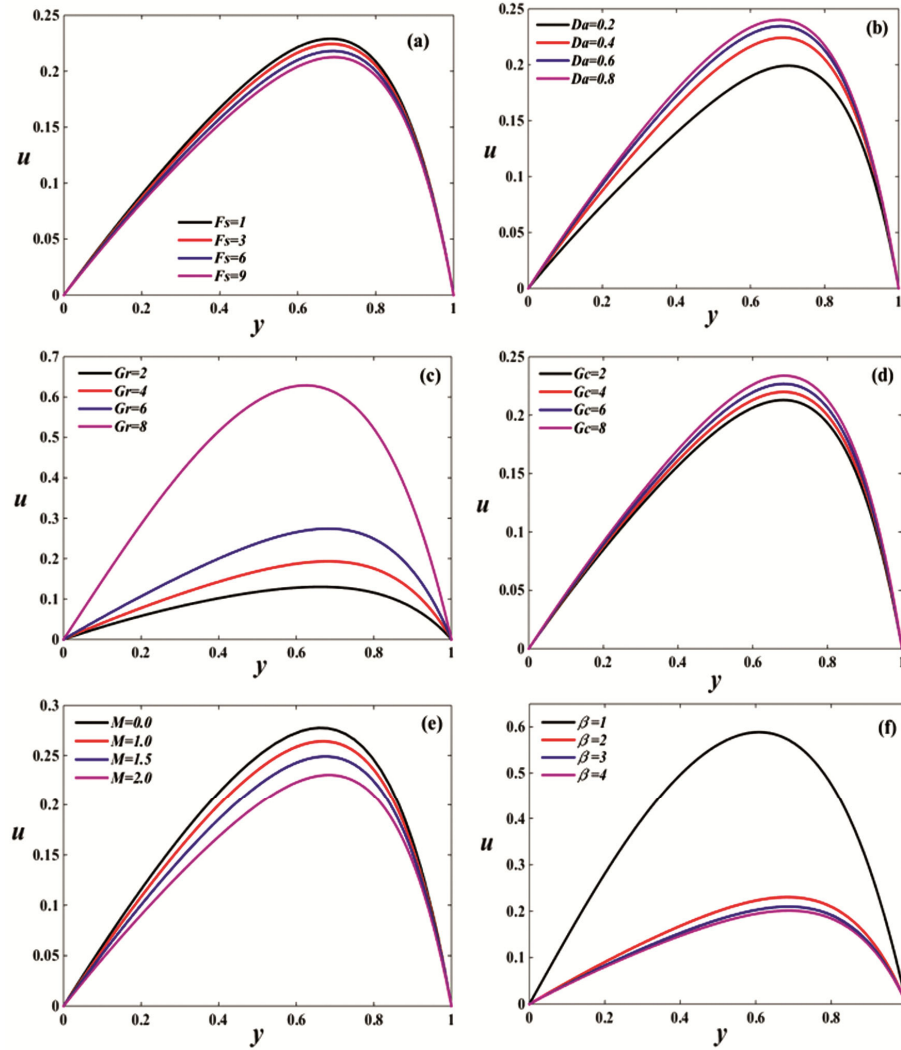 (a)
0.25
0.2
0.15
0.1
0.05
0
u
Fs=1
Fs=3
Fs=6
Fs=9
0 0.2 0.4 0.6 0.8 1
y
(b)
0.25
0.2
0.15
0.1
0.05
0
u
Da=0.2
Da=0.4
Da=0.6
Da=0.8
0 0.2 0.4 0.6 0.8 1
y
(c)
0.7
0.6
0.5
0.4
0.3
0.2
0.1
0
u
Gr=2
Gr=4
Gr=6
Gr=8
0 0.2 0.4 0.6 0.8 1
y
(d)
0.25
0.2
0.15
0.1
0.05
0
u
Gc=2
Gc=4
Gc=6
Gc=8
0 0.2 0.4 0.6 0.8 1
y
(e)
0.3
0.25
0.2
0.15
0.1
0.05
0
u
M=0.0
M=1.0
M=1.5
M=2.0
0 0.2 0.4 0.6 0.8 1
y
(f)
0.6
0.5
0.4
0.3
0.2
0.1
0
u
β=1
β=2
β=3
β=4
0 0.2 0.4 0.6 0.8 1
y